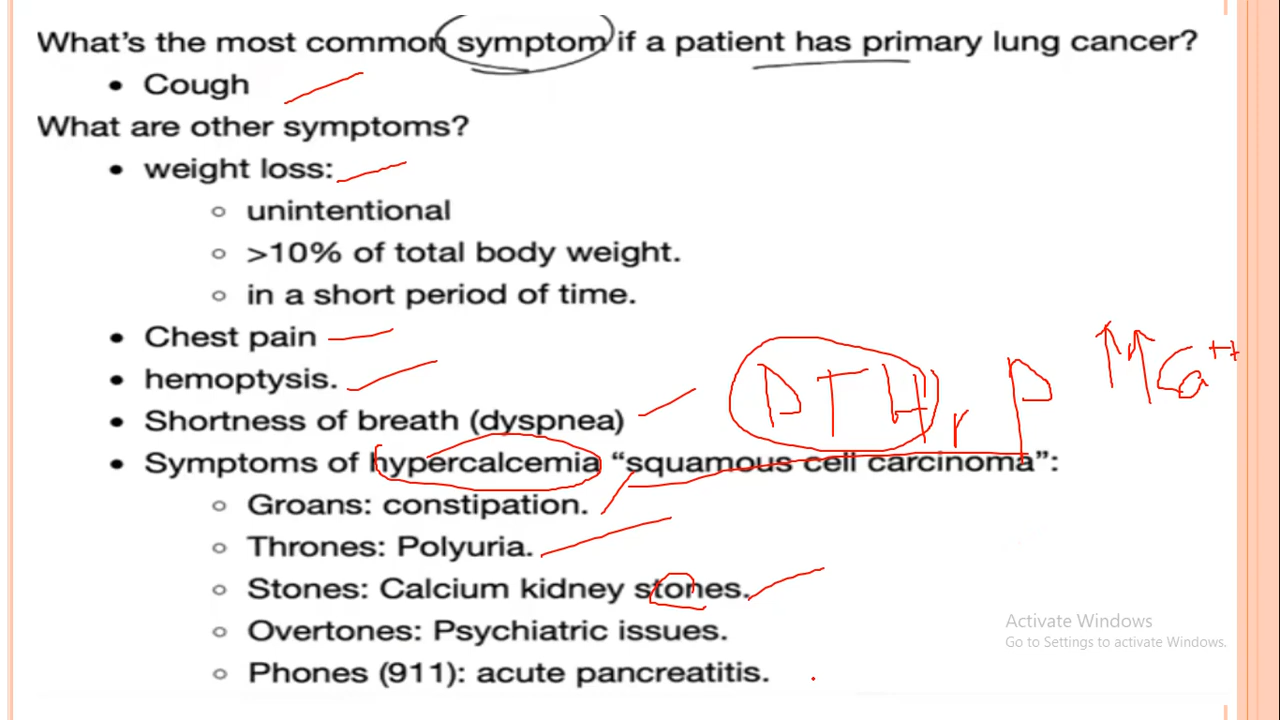 What's the most common symptom if a patient has primary lung cancer?
• Cough
What are other symptoms?
• weight loss:
○ unintentional
○ >10% of total body weight.
○ in a short period of time.
• Chest pain
• hemoptysis.
• Shortness of breath (dyspnea)
PTHrP ↑↑Ca++
• Symptoms of hypercalcemia “squamous cell carcinoma”:
○ Groans: constipation.
○ Thrones: Polyuria.
○ Stones: Calcium kidney stones.
○ Overtones: Psychiatric issues.
○ Phones (911): acute pancreatitis.
Activate Windows
Go to Settings to activate Windows.